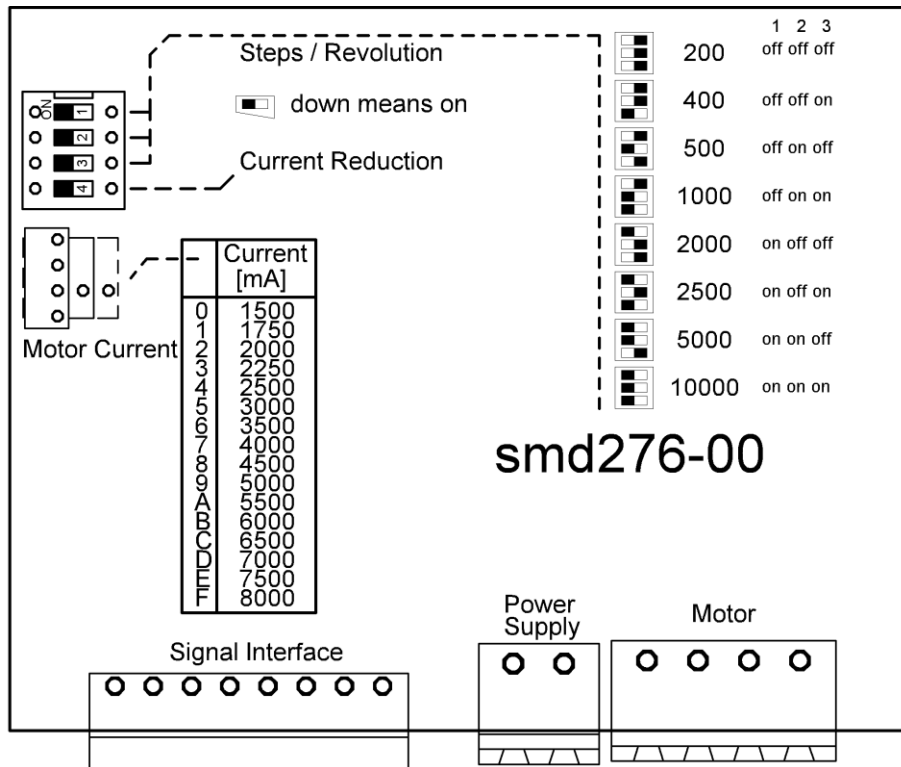 1 2 3
Steps / Revolution
200 off off off
ON
1
down means on
400 off off on
2
500 off on off
3
Current Reduction
4
1000 off on on
2000 on off off
Current
[mA]
2500 on off on
0 1500
1 1750
Motor Current
2 2000
5000 on on off
3 2250
4 2500
10000 on on on
5 3000
6 3500
7 4000
smd276-00
8 4500
9 5000
A 5500
B 6000
C 6500
D 7000
E 7500
F 8000
Power
Supply
Motor
Signal Interface